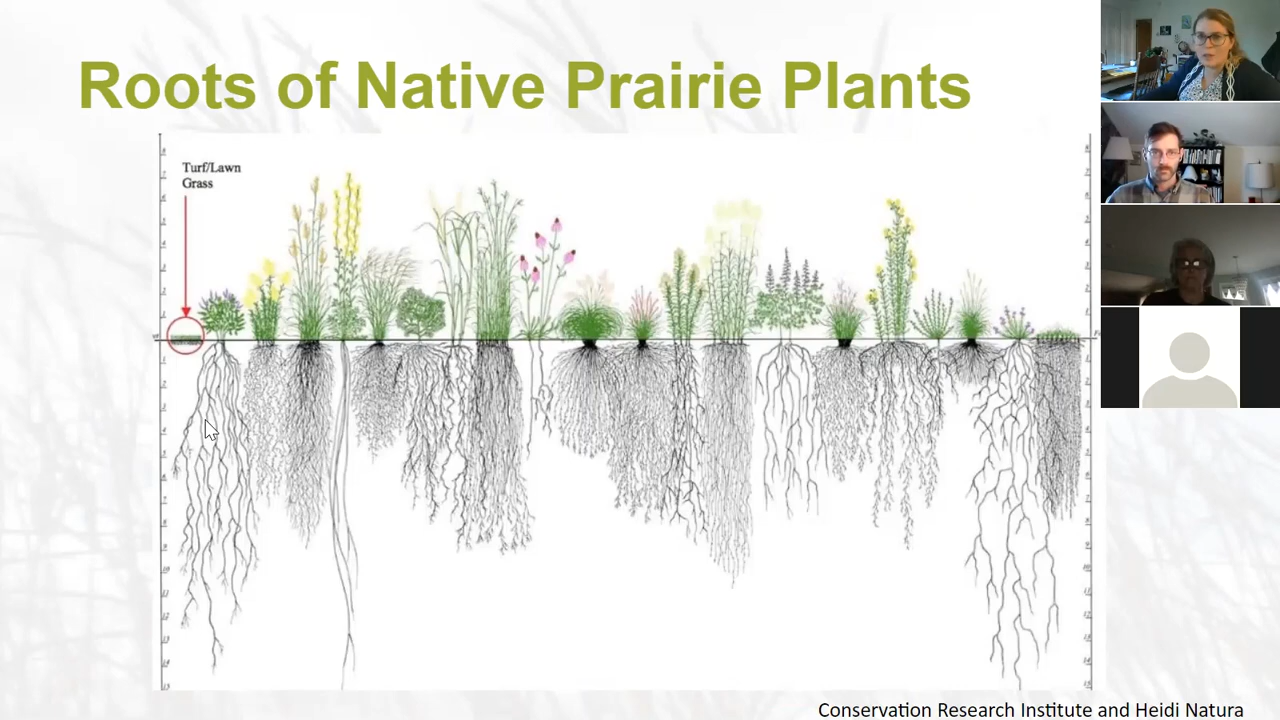 Roots of Native Prairie Plants
Turf/Lawn
Grass
Conservation Research Institute and Heidi Natura